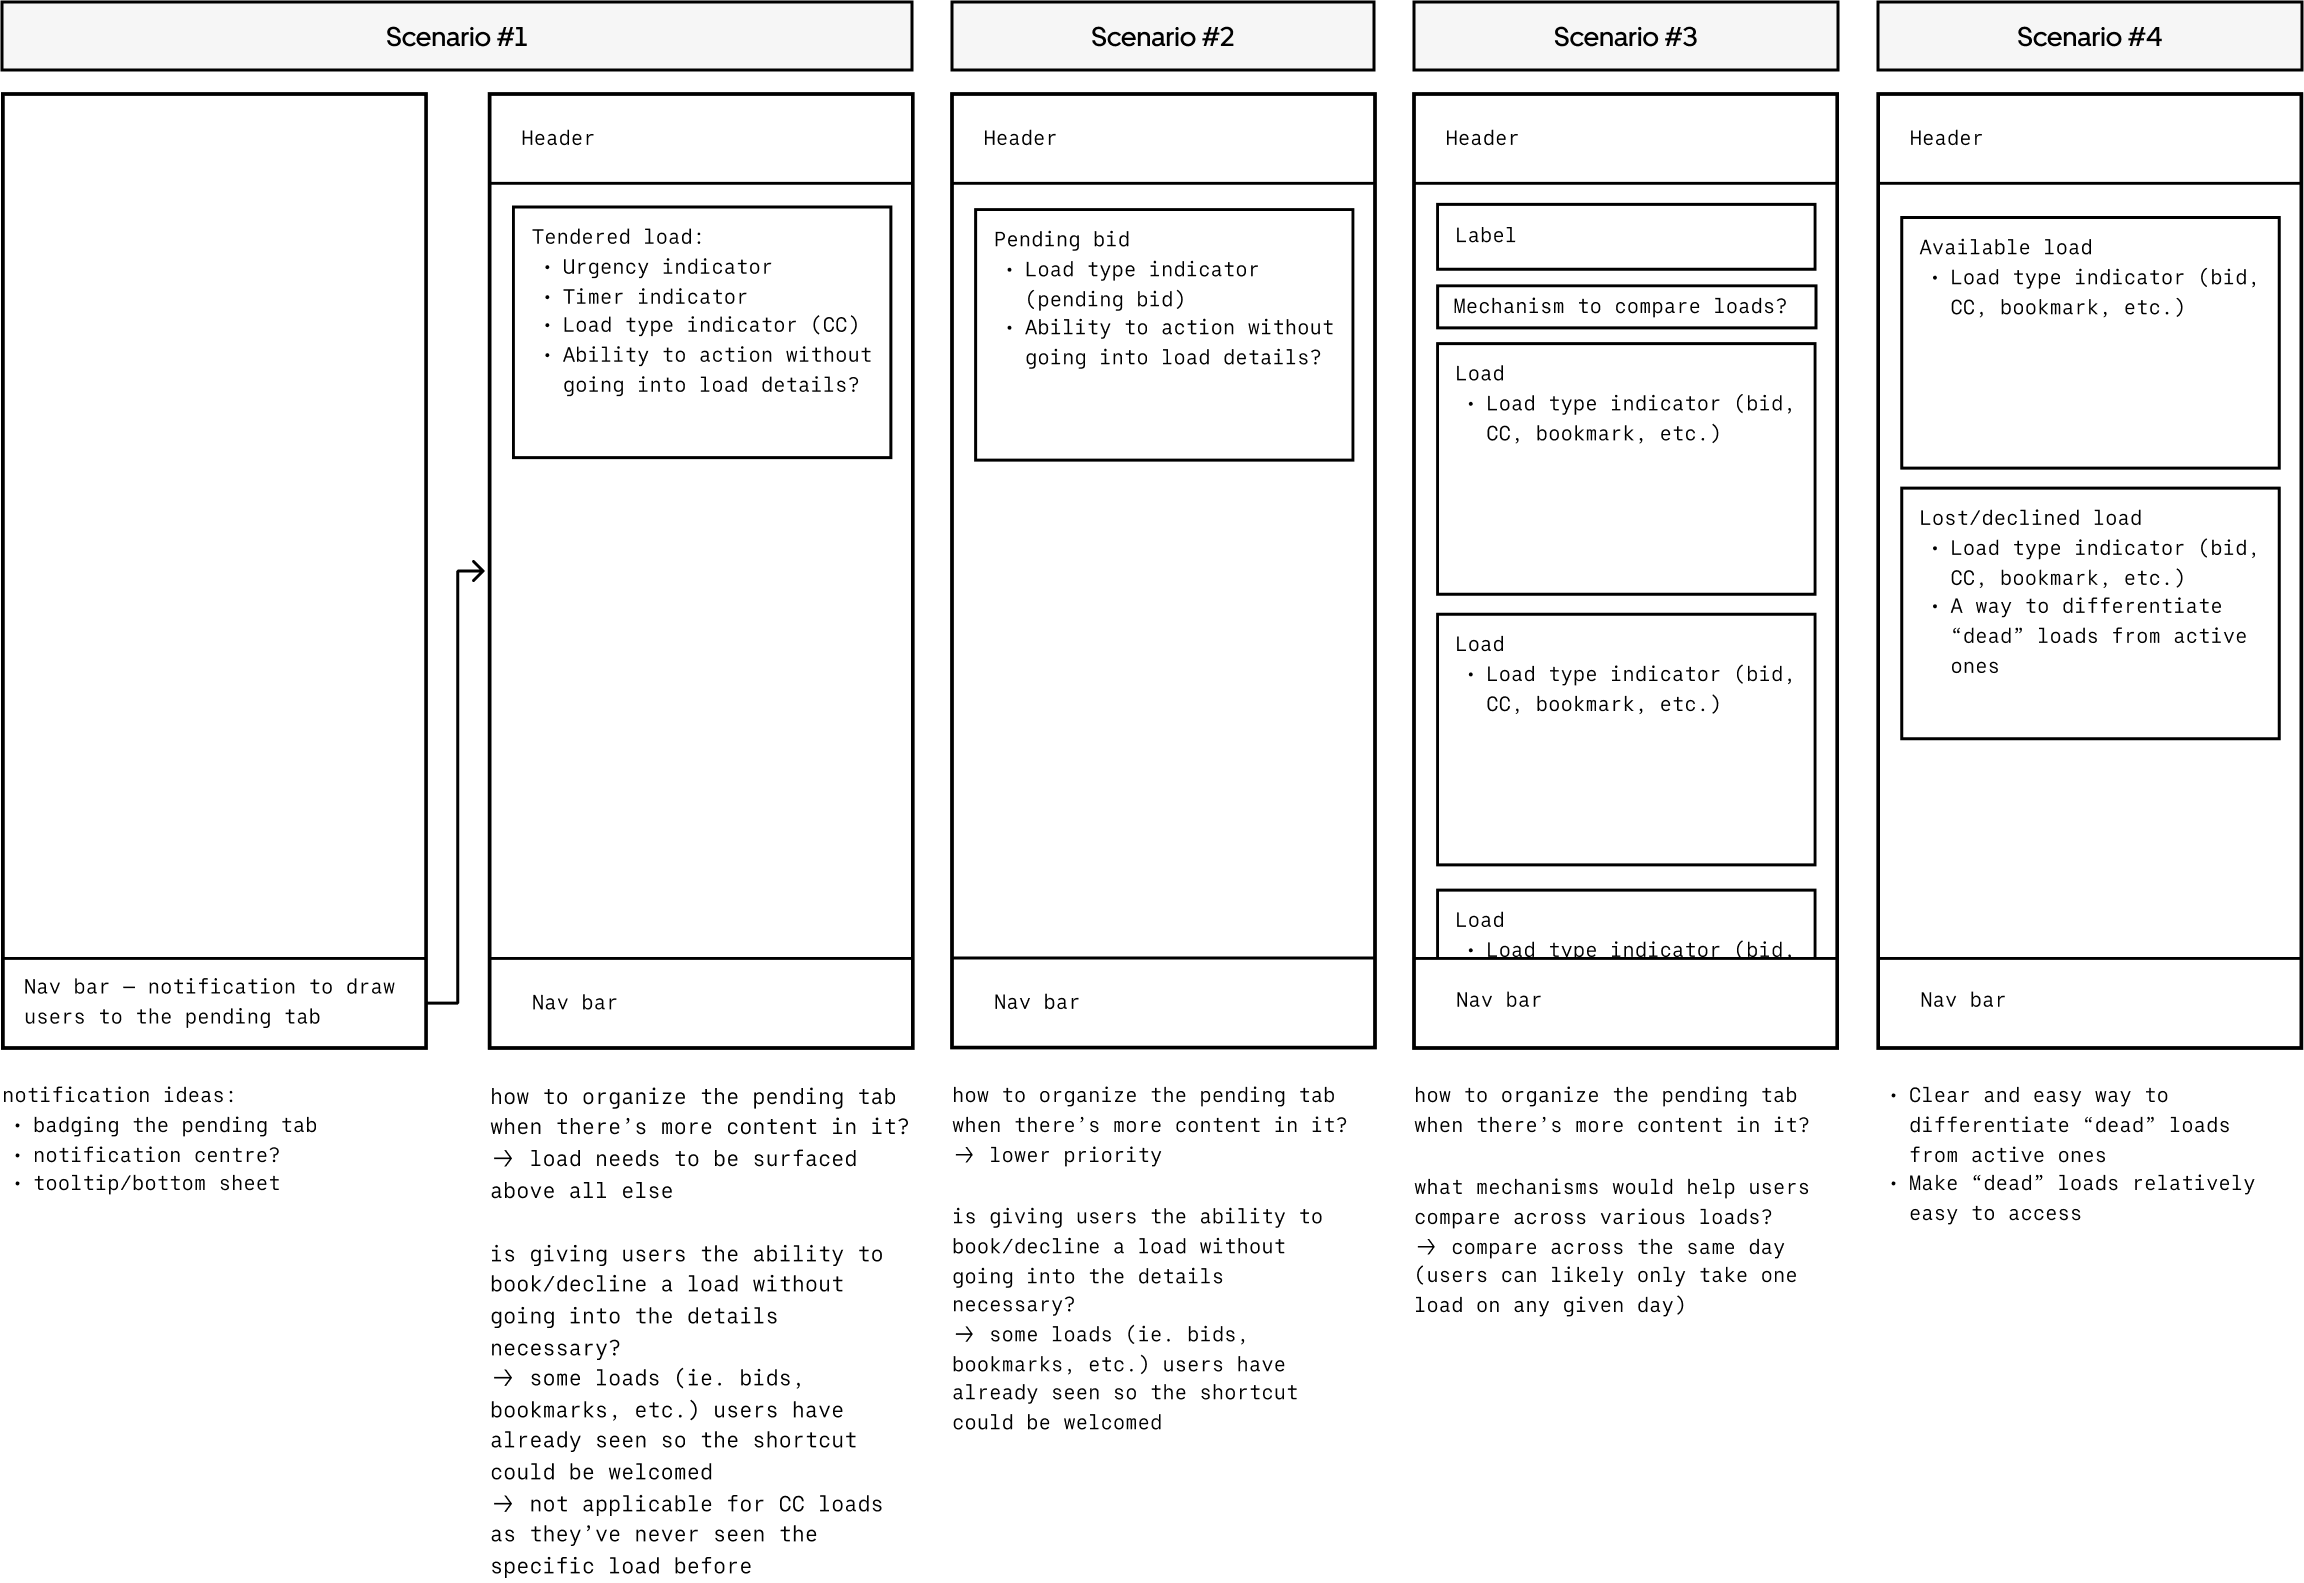 Scenario #1
Header
Tendered load:
• Urgency indicator
• Timer indicator
• Load type indicator (CC)
• Ability to action without
going into load details?
Nav bar – notification to draw
users to the pending tab
Nav bar
notification ideas:
• badging the pending tab
• notification centre?
• tooltip/bottom sheet
how to organize the pending tab
when there’s more content in it?
→ load needs to be surfaced
above all else
is giving users the ability to
book/decline a load without
going into the details
necessary?
→ some loads (ie. bids,
bookmarks, etc.) users have
already seen so the shortcut
could be welcomed
→ not applicable for CC loads
as they’ve never seen the
specific load before
Scenario #2
Header
Pending bid
• Load type indicator
(pending bid)
• Ability to action without
going into load details?
Nav bar
how to organize the pending tab
when there’s more content in it?
→ lower priority
is giving users the ability to
book/decline a load without
going into the details
necessary?
→ some loads (ie. bids,
bookmarks, etc.) users have
already seen so the shortcut
could be welcomed
Scenario #3
Header
Label
Mechanism to compare loads?
Load
• Load type indicator (bid,
CC, bookmark, etc.)
Load
• Load type indicator (bid,
CC, bookmark, etc.)
Load
• Load type indicator (bid,
Nav bar
how to organize the pending tab
when there’s more content in it?
what mechanisms would help users
compare across various loads?
→ compare across the same day
(users can likely only take one
load on any given day)
Scenario #4
Header
Available load
• Load type indicator (bid,
CC, bookmark, etc.)
Lost/declined load
• Load type indicator (bid,
CC, bookmark, etc.)
• A way to differentiate
“dead” loads from active
ones
Nav bar
• Clear and easy way to
differentiate “dead” loads
from active ones
• Make “dead” loads relatively
easy to access